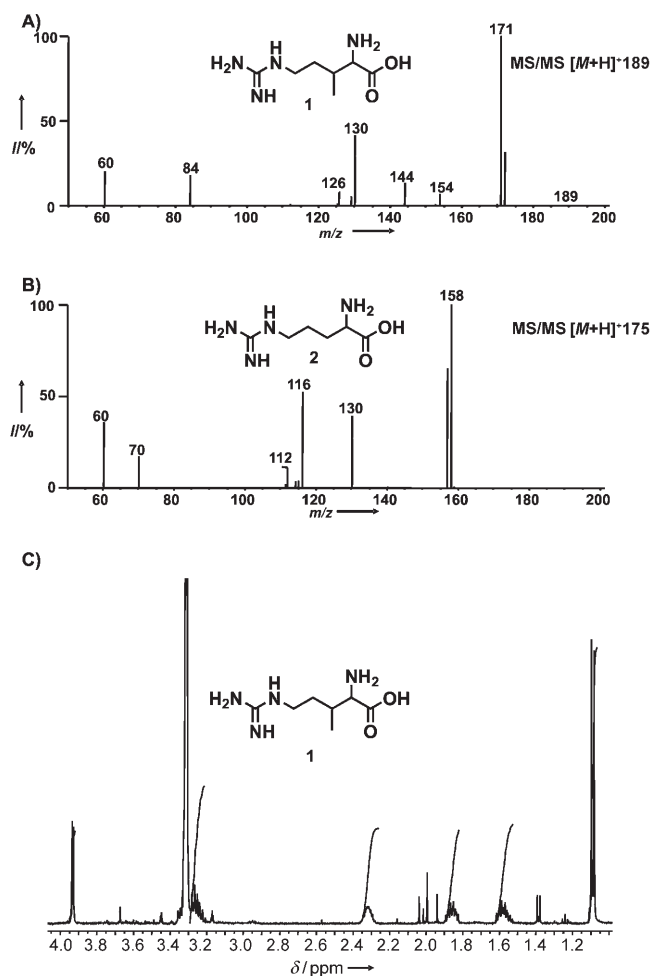 A)
100
50
0
I/%
H₂N
H
N
NH
NH₂
OH
O
1
MS/MS [M+H]⁺189
60
84
126
130
144
154
171
189
60 80 100 120 140 160 180 200
m/z
B)
100
50
0
I/%
H₂N
H
N
NH
NH₂
OH
O
2
MS/MS [M+H]⁺175
60
70
112
116
130
158
60 80 100 120 140 160 180 200
m/z
C)
H₂N
H
N
NH
NH₂
OH
O
1
4.0 3.8 3.6 3.4 3.2 3.0 2.8 2.6 2.4 2.2 2.0 1.8 1.6 1.4 1.2
δ/ppm